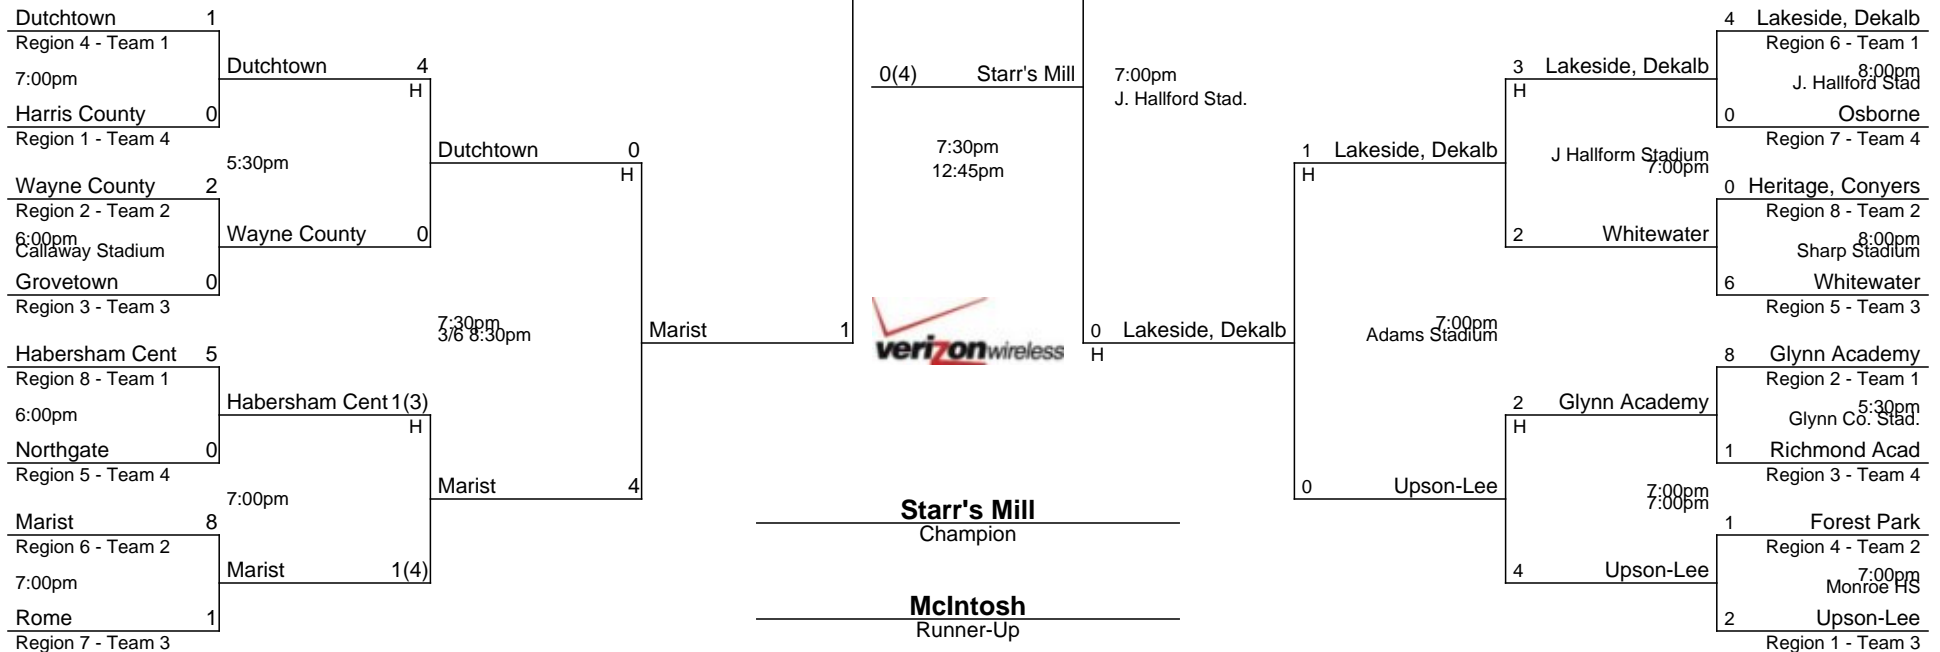 Dutchtown 1
Region 4 - Team 1
7:00pm
Harris County 0
Region 1 - Team 4
Wayne County 2
Region 2 - Team 2
6:00pm
Callaway Stadium
Grovetown 0
Region 3 - Team 3
Habersham Cent 5
Region 8 - Team 1
6:00pm
Northgate 0
Region 5 - Team 4
Marist 8
Region 6 - Team 2
7:00pm
Rome 1
Region 7 - Team 3
Dutchtown 4
H
5:30pm
Wayne County 0
Habersham Cent 1(3)
H
7:00pm
Marist 1(4)
Dutchtown 0
H
7:30pm
3/6 8:30pm
Marist 4
Marist 1
0(4) Starr's Mill
7:30pm
12:45pm
verizonwireless
Starr's Mill
Champion
McIntosh
Runner-Up
7:00pm
J. Hallford Stad.
0 Lakeside, Dekalb
H
1 Lakeside, Dekalb
H
7:00pm
Adams Stadium
0 Upson-Lee
3 Lakeside, Dekalb
H
J Hallform Stadium
7:00pm
2 Whitewater
2 Glynn Academy
H
7:00pm
7:00pm
4 Upson-Lee
4 Lakeside, Dekalb
Region 6 - Team 1
8:00pm
J. Hallford Stad
0 Osborne
Region 7 - Team 4
0 Heritage, Conyers
Region 8 - Team 2
8:00pm
Sharp Stadium
6 Whitewater
Region 5 - Team 3
8 Glynn Academy
Region 2 - Team 1
5:30pm
Glynn Co. Stad.
1 Richmond Acad
Region 3 - Team 4
1 Forest Park
Region 4 - Team 2
7:00pm
Monroe HS
2 Upson-Lee
Region 1 - Team 3